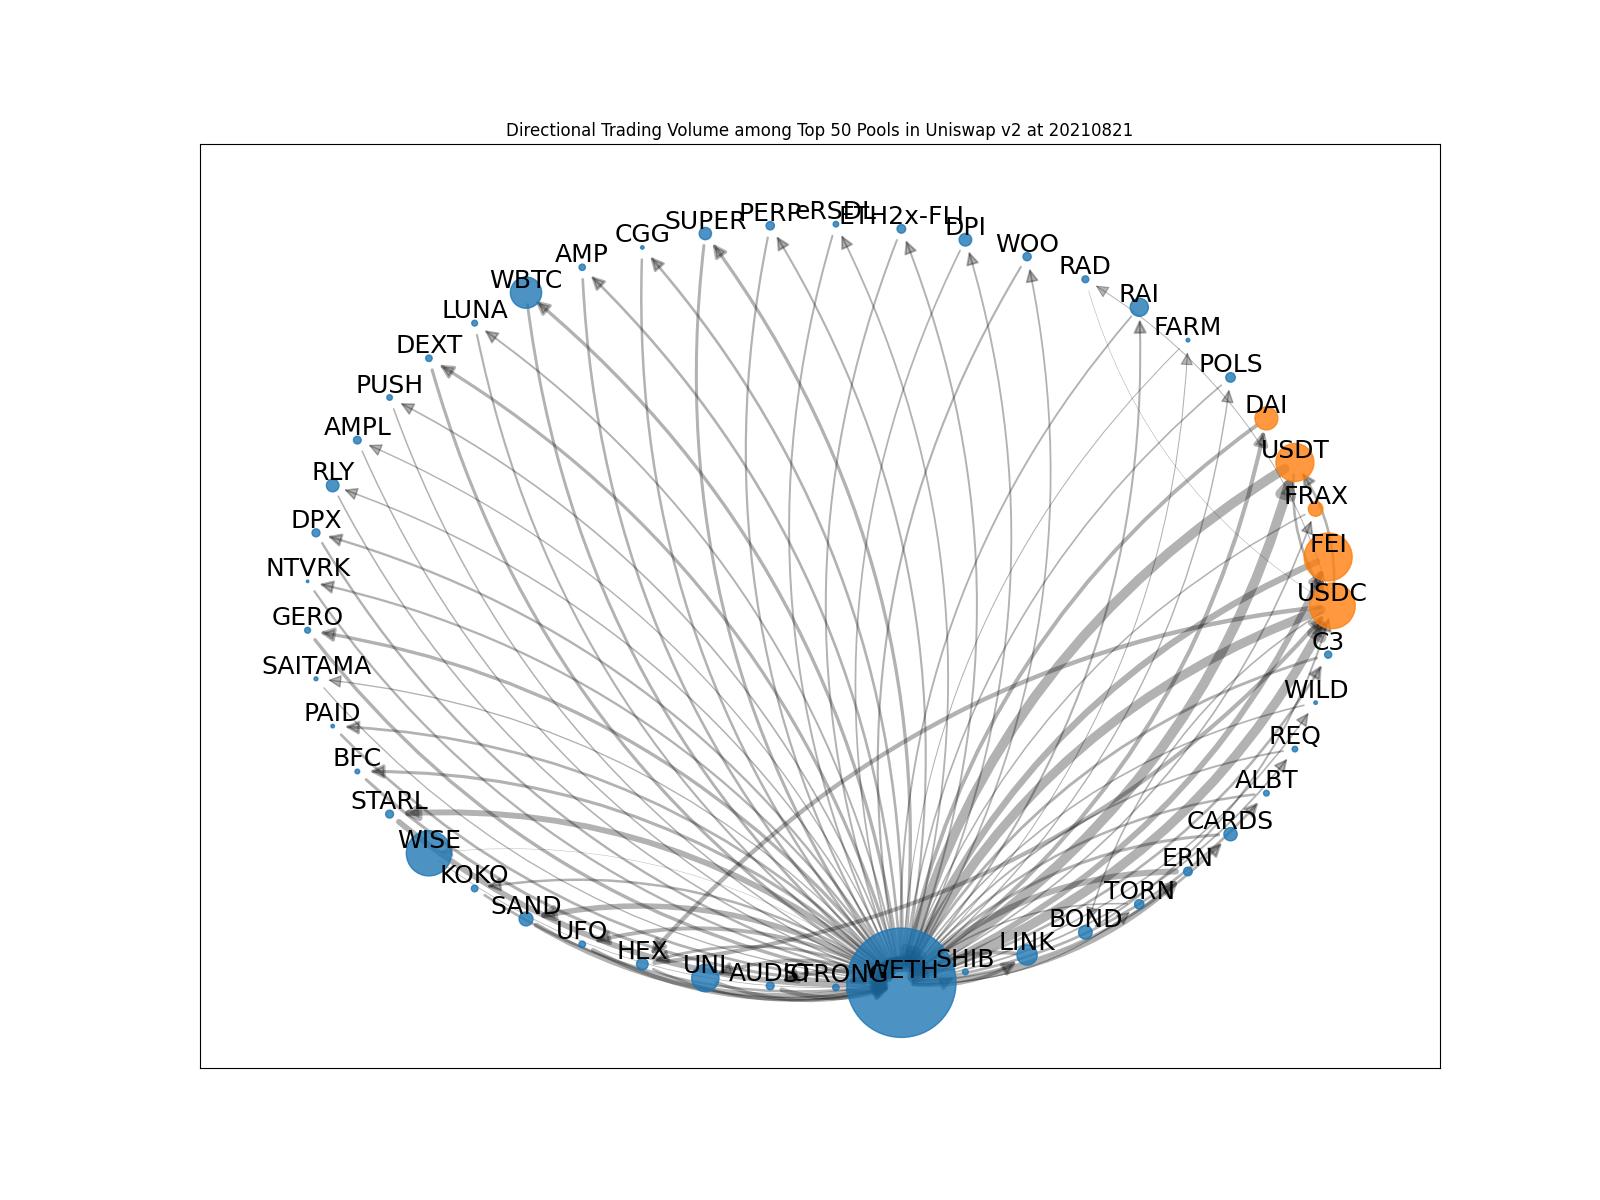 Directional Trading Volume among Top 50 Pools in Uniswap v2 at 20210821
PERP
eRSDL
ETH2x-FLI
SUPER
DPI
CGG
WOO
AMP
RAD
WBTC
RAI
LUNA
FARM
DEXT
POLS
PUSH
DAI
AMPL
USDT
RLY
FRAX
DPX
FEI
NTVRK
USDC
GERO
C3
SAITAMA
WILD
PAID
REQ
BFC
ALBT
STARL
CARDS
WISE
ERN
KOKO
TORN
SAND
BOND
UFO
LINK
HEX
SHIB
UNI
AUDIO
STRONG
WETH